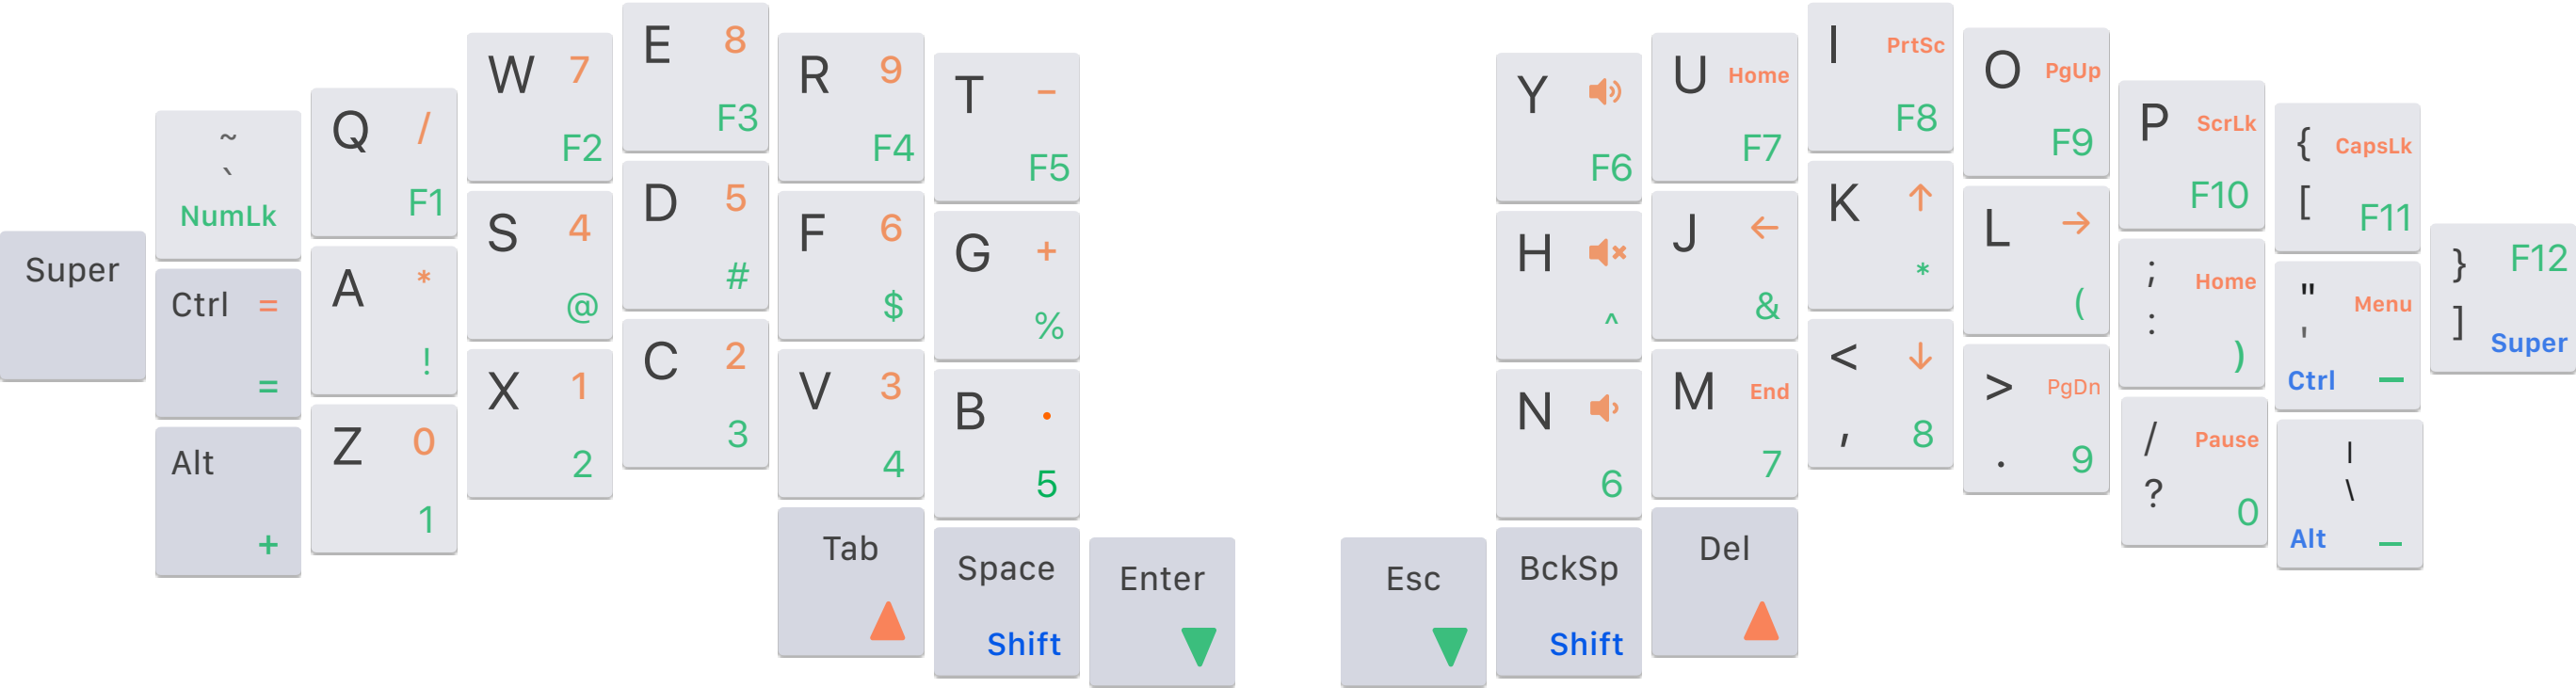 Super
~
`
NumLk
Ctrl =
=
Alt
+
Q /
F1
A *
!
Z 0
1
W 7
F2
S 4
@
X 1
2
E 8
F3
D 5
#
C 2
3
R 9
F4
F 6
$
V 3
4
Tab
T −
F5
G +
%
B .
5
Space
Shift
Enter
Esc
Y
F6
H
^
N
6
BckSp
Shift
U Home
F7
J ←
&
M End
7
Del
I PrtSc
F8
K ↑
*
< ↓
, 8
O PgUp
F9
L →
(
> PgDn
. 9
P ScrLk
F10
; Home
:
)
/ Pause
?
0
{ CapsLk
[ F11
" Menu
'
Ctrl —
|
\
Alt —
} F12
] Super